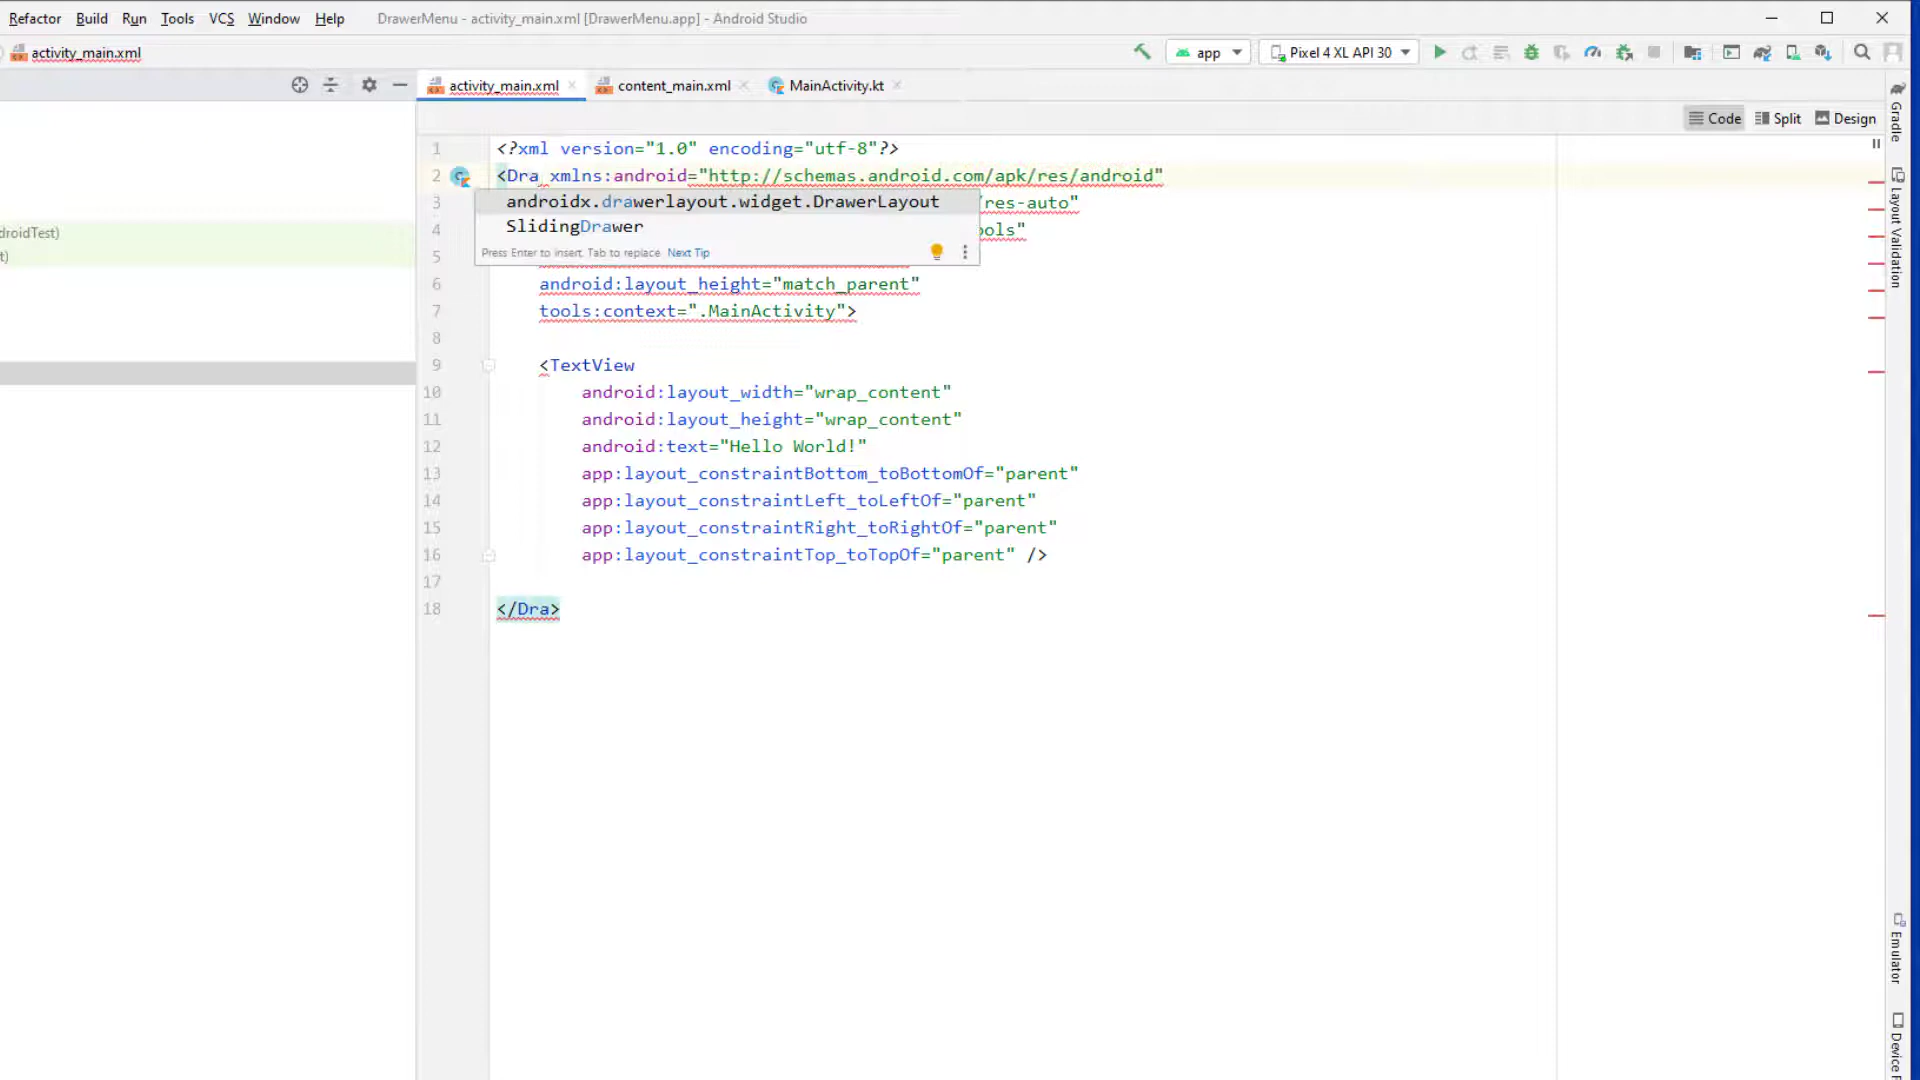 Refactor Build Run Tools VCS Window Help DrawerMenu - activity_main.xml [DrawerMenu.app] - Android Studio
activity_main.xml app Pixel 4 XL API 30
activity_main.xml content_main.xml MainActivity.kt
Code Split Design
1 <?xml version="1.0" encoding="utf-8"?>
2 <Dra xmlns:android="http://schemas.android.com/apk/res/android"
androidx.drawerlayout.widget.DrawerLayout
SlidingDrawer
Press Enter to insert, Tab to replace Next Tip
3 /res-auto"
4 ools"
5
6 android:layout_height="match_parent"
7 tools:context=".MainActivity">
8
9 <TextView
10 android:layout_width="wrap_content"
11 android:layout_height="wrap_content"
12 android:text="Hello World!"
13 app:layout_constraintBottom_toBottomOf="parent"
14 app:layout_constraintLeft_toLeftOf="parent"
15 app:layout_constraintRight_toRightOf="parent"
16 app:layout_constraintTop_toTopOf="parent" />
17
18 </Dra>
droidTest)
t)
Gradle
Layout Validation
Emulator
Device F